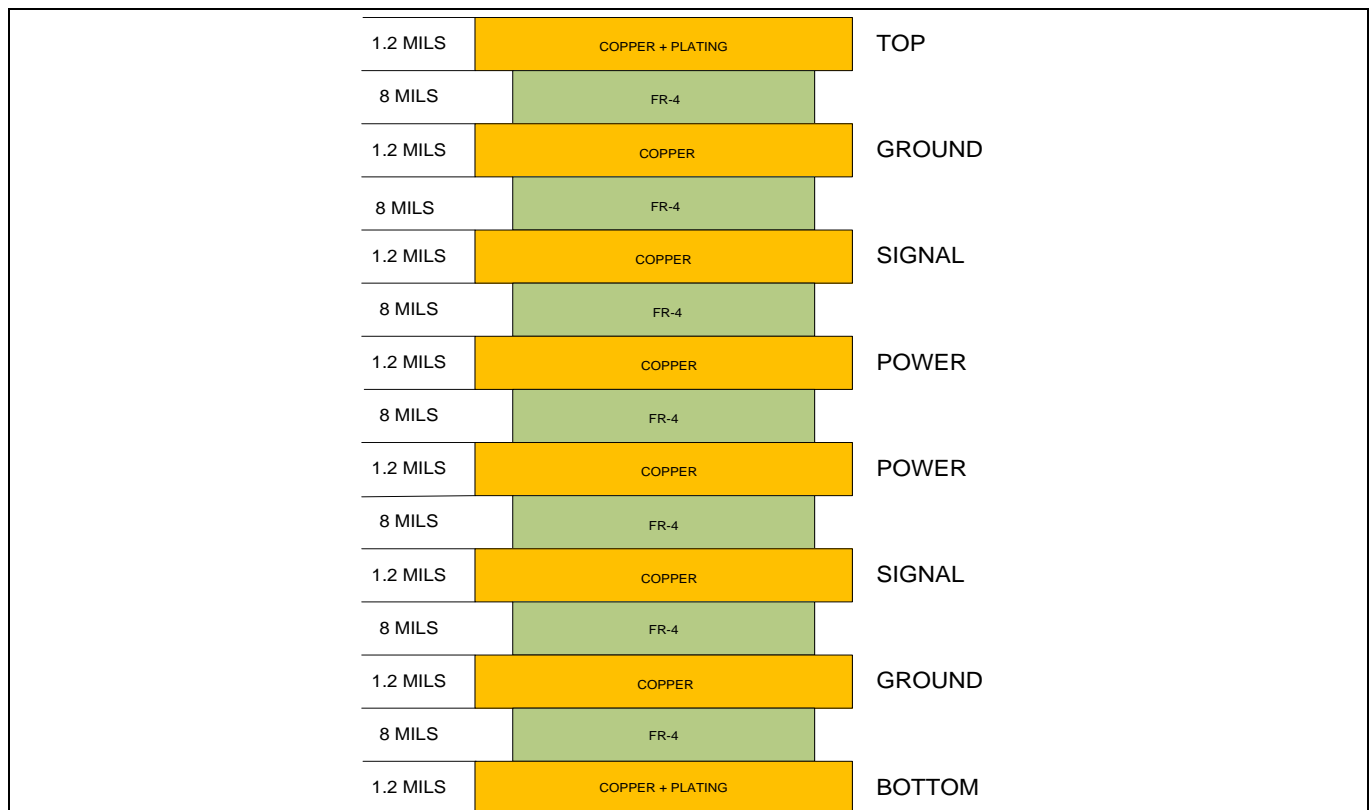 1.2 MILS COPPER + PLATING TOP
8 MILS FR-4
1.2 MILS COPPER GROUND
8 MILS FR-4
1.2 MILS COPPER SIGNAL
8 MILS FR-4
1.2 MILS COPPER POWER
8 MILS FR-4
1.2 MILS COPPER POWER
8 MILS FR-4
1.2 MILS COPPER SIGNAL
8 MILS FR-4
1.2 MILS COPPER GROUND
8 MILS FR-4
1.2 MILS COPPER + PLATING BOTTOM